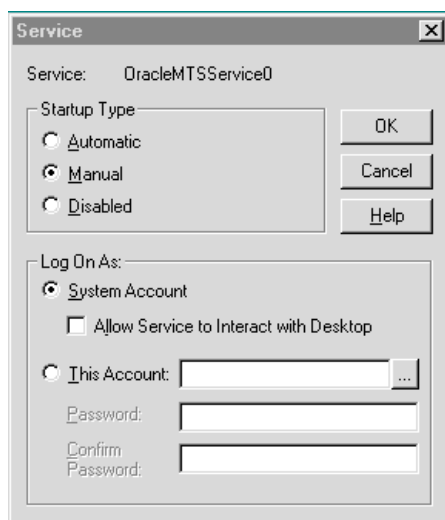 Service
Service: OracleMTSService0
Startup Type
Automatic
Manual
Disabled
OK
Cancel
Help
Log On As:
System Account
Allow Service to Interact with Desktop
This Account:
...
Password:
Confirm
Password: